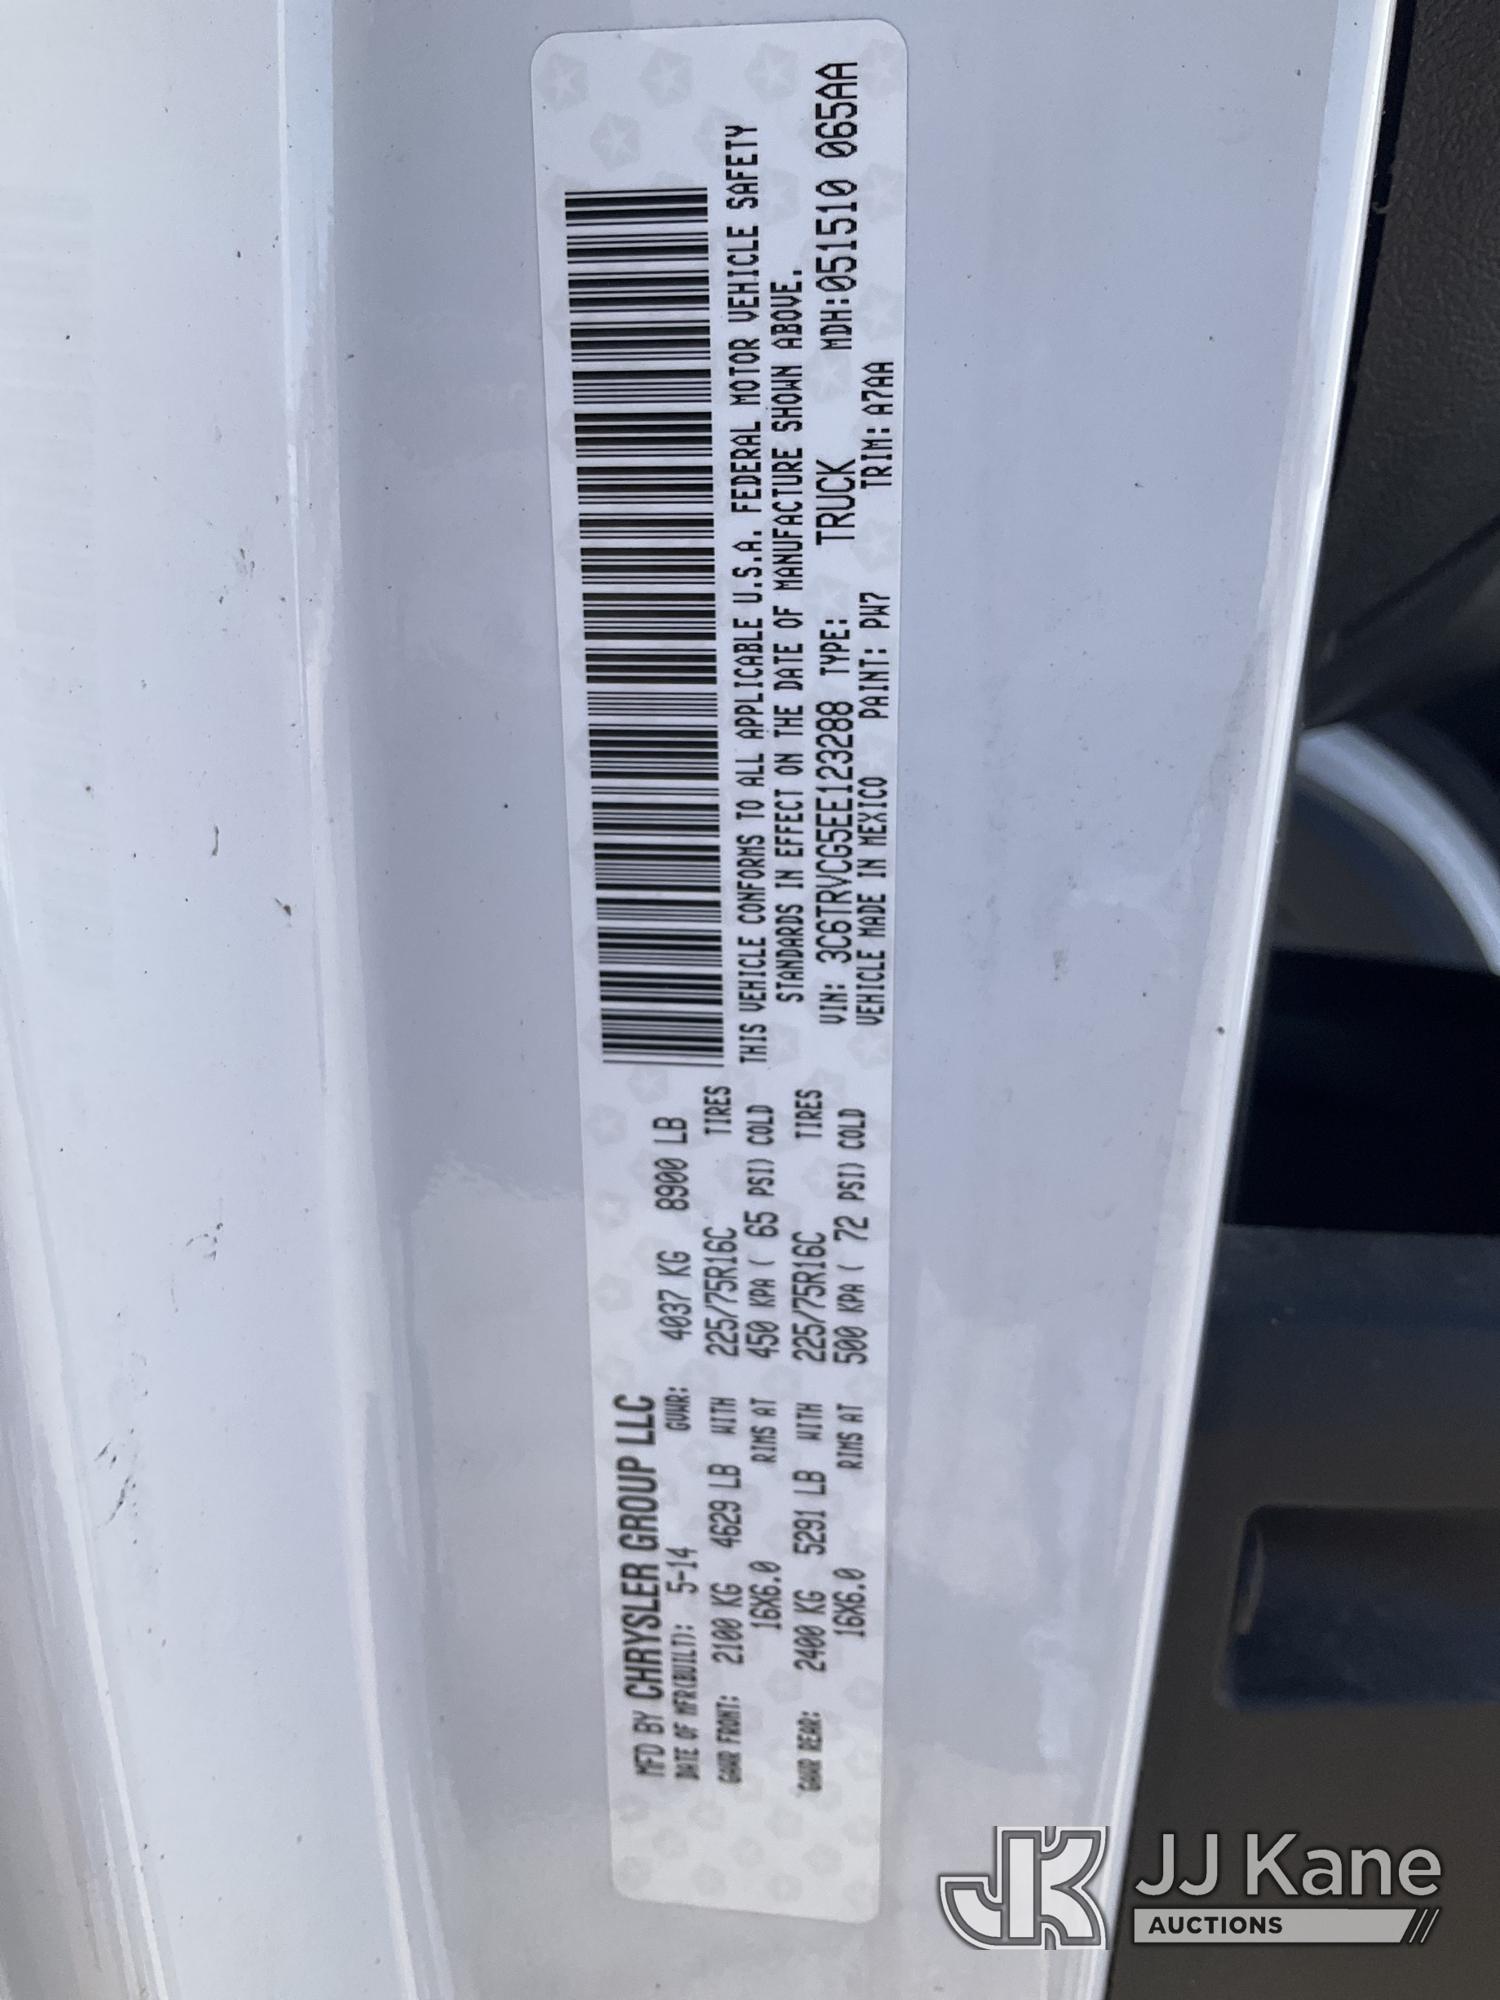 MFD BY CHRYSLER GROUP LLC
DATE OF MFR(BUILT): 5-14 GVWR: 4037 KG 8900 LB
GAWR FRONT: 2100 KG 4629 LB WITH 225/75R16C TIRES
16X6.0 RIMS AT 450 KPA ( 65 PSI) COLD
GAWR REAR: 2400 KG 5291 LB WITH 225/75R16C TIRES
16X6.0 RIMS AT 500 KPA ( 72 PSI) COLD
THIS VEHICLE CONFORMS TO ALL APPLICABLE U.S.A. FEDERAL MOTOR VEHICLE SAFETY
STANDARDS IN EFFECT ON THE DATE OF MANUFACTURE SHOWN ABOVE.
VIN: 3C6TRVCG5EE123288 TYPE: TRUCK MDH:051510 065AA
VEHICLE MADE IN MEXICO PAINT: PW7 TRIM: A7AA
JK JJ Kane
AUCTIONS